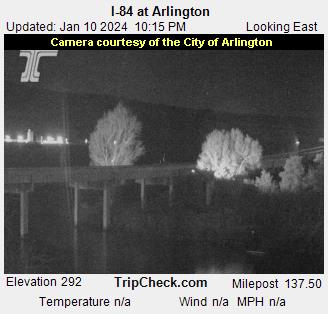 I-84 at Arlington
Updated: Jan 10 2024 10:15 PM Looking East
Camera courtesy of the City of Arlington
Elevation 292 TripCheck.com Milepost 137.50
Temperature n/a Wind n/a MPH n/a